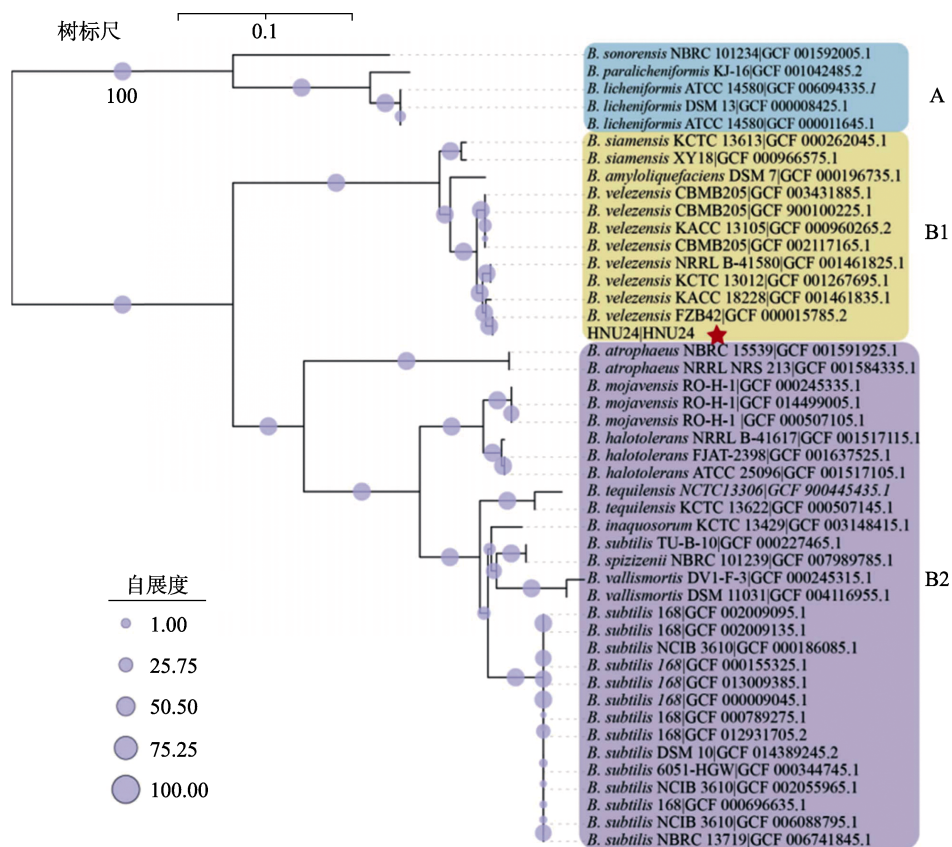 树标尺
0.1
100
B. sonorensis NBRC 101234|GCF 001592005.1
B. paralicheniformis KJ-16|GCF 001042485.2
B. licheniformis ATCC 14580|GCF 006094335.1
B. licheniformis DSM 13|GCF 000008425.1
B. licheniformis ATCC 14580|GCF 000011645.1
A
B. siamensis KCTC 13613|GCF 000262045.1
B. siamensis XY18|GCF 000966575.1
B. amyloliquefaciens DSM 7|GCF 000196735.1
B. velezensis CBMB205|GCF 003431885.1
B. velezensis CBMB205|GCF 900100225.1
B. velezensis KACC 13105|GCF 000960265.2
B. velezensis CBMB205|GCF 002117165.1
B. velezensis NRRL B-41580|GCF 001461825.1
B. velezensis KCTC 13012|GCF 001267695.1
B. velezensis KACC 18228|GCF 001461835.1
B. velezensis FZB42|GCF 000015785.2
HNU24|HNU24
B1
B. atrophaeus NBRC 15539|GCF 001591925.1
B. atrophaeus NRRL NRS 213|GCF 001584335.1
B. mojavensis RO-H-1|GCF 000245335.1
B. mojavensis RO-H-1|GCF 014499005.1
B. mojavensis RO-H-1 |GCF 000507105.1
B. halotolerans NRRL B-41617|GCF 001517115.1
B. halotolerans FJAT-2398|GCF 001637525.1
B. halotolerans ATCC 25096|GCF 001517105.1
B. tequilensis NCTC13306|GCF 900445435.1
B. tequilensis KCTC 13622|GCF 000507145.1
B. inaquosorum KCTC 13429|GCF 003148415.1
B. subtilis TU-B-10|GCF 000227465.1
B. spizizenii NBRC 101239|GCF 007989785.1
B. vallismortis DV1-F-3|GCF 000245315.1
B. vallismortis DSM 11031|GCF 004116955.1
B. subtilis 168|GCF 002009095.1
B. subtilis 168|GCF 002009135.1
B. subtilis NCIB 3610|GCF 000186085.1
B. subtilis 168|GCF 000155325.1
B. subtilis 168|GCF 013009385.1
B. subtilis 168|GCF 000009045.1
B. subtilis 168|GCF 000789275.1
B. subtilis 168|GCF 012931705.2
B. subtilis DSM 10|GCF 014389245.2
B. subtilis 6051-HGW|GCF 000344745.1
B. subtilis NCIB 3610|GCF 002055965.1
B. subtilis 168|GCF 000696635.1
B. subtilis NCIB 3610|GCF 006088795.1
B. subtilis NBRC 13719|GCF 006741845.1
B2
自展度
1.00
25.75
50.50
75.25
100.00